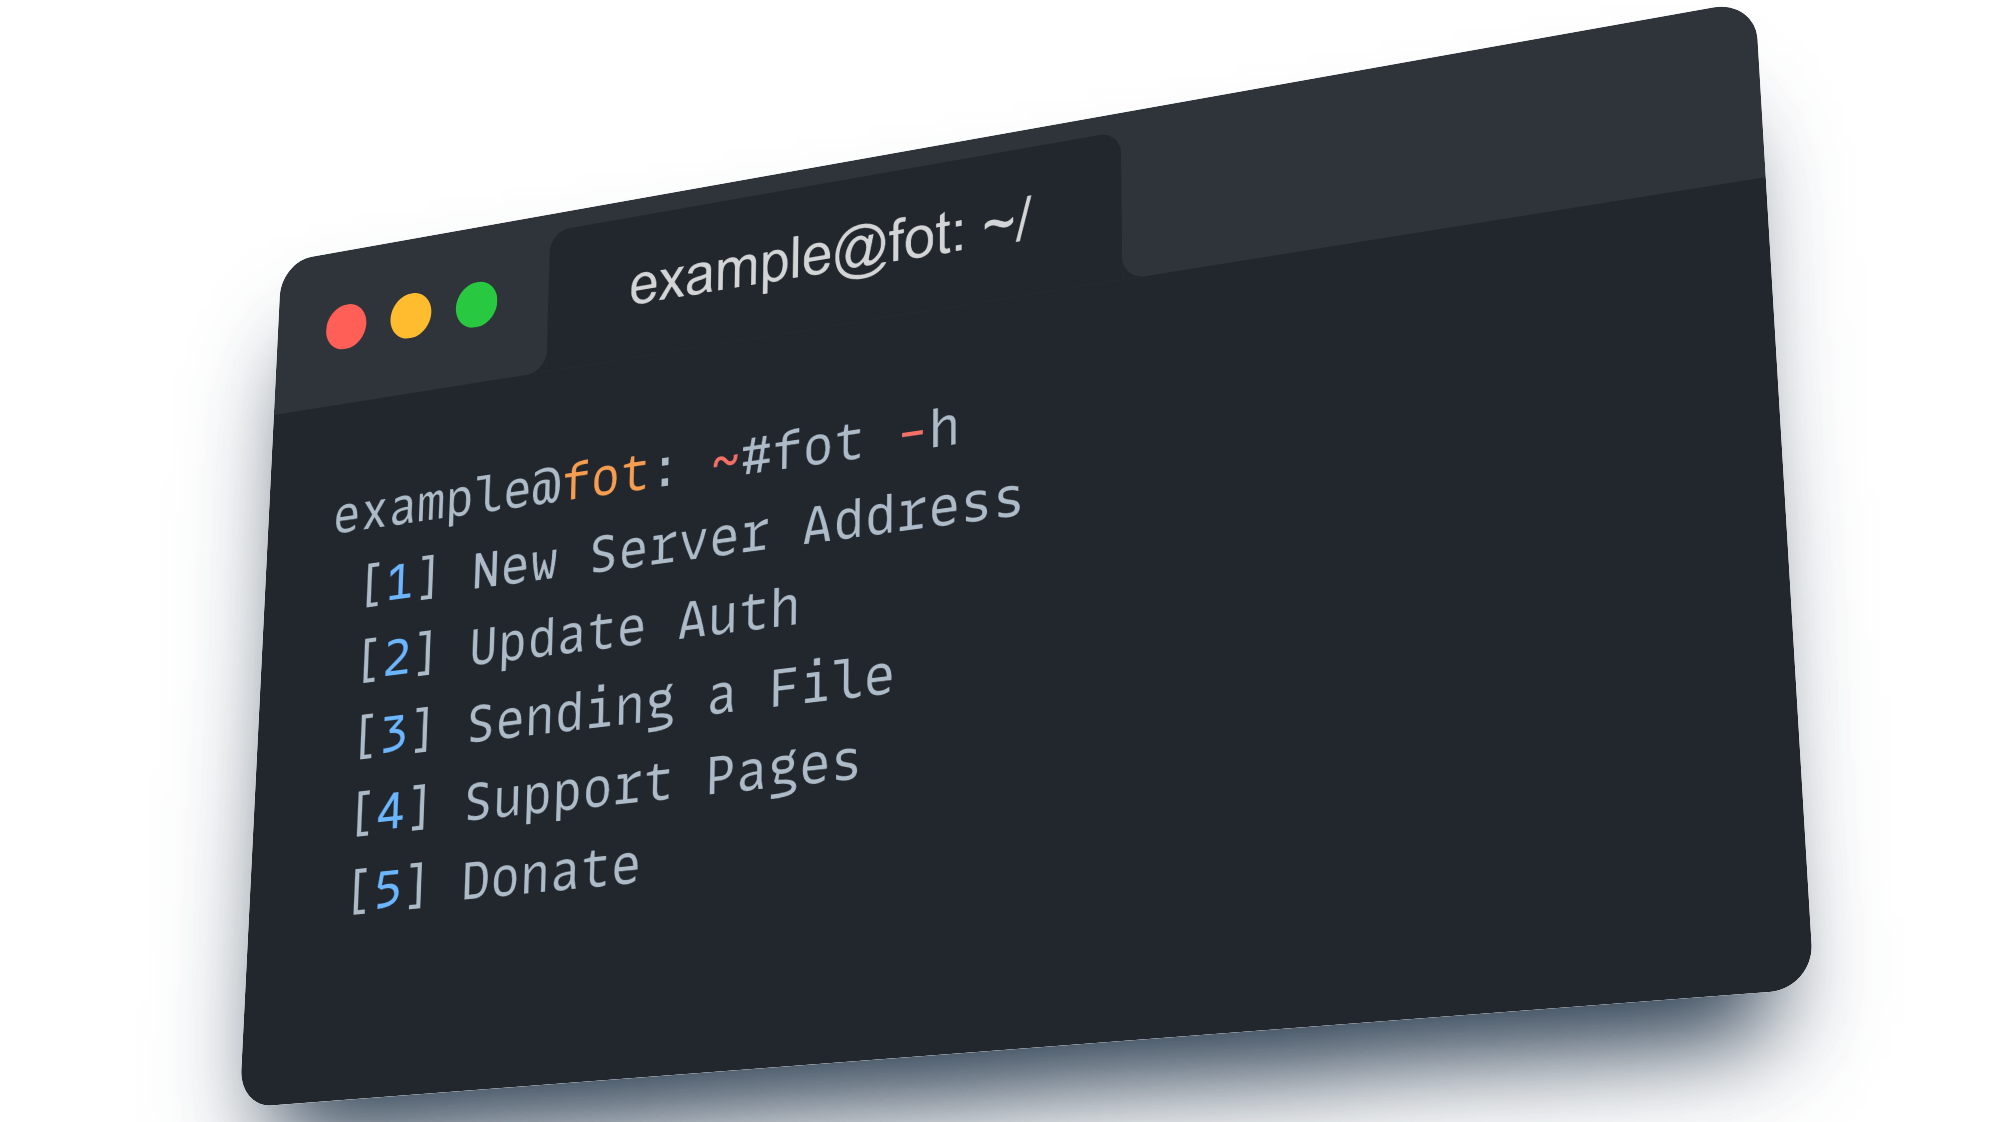 example@fot: ~/
example@fot: ~#fot -h
[1] New Server Address
[2] Update Auth
[3] Sending a File
[4] Support Pages
[5] Donate